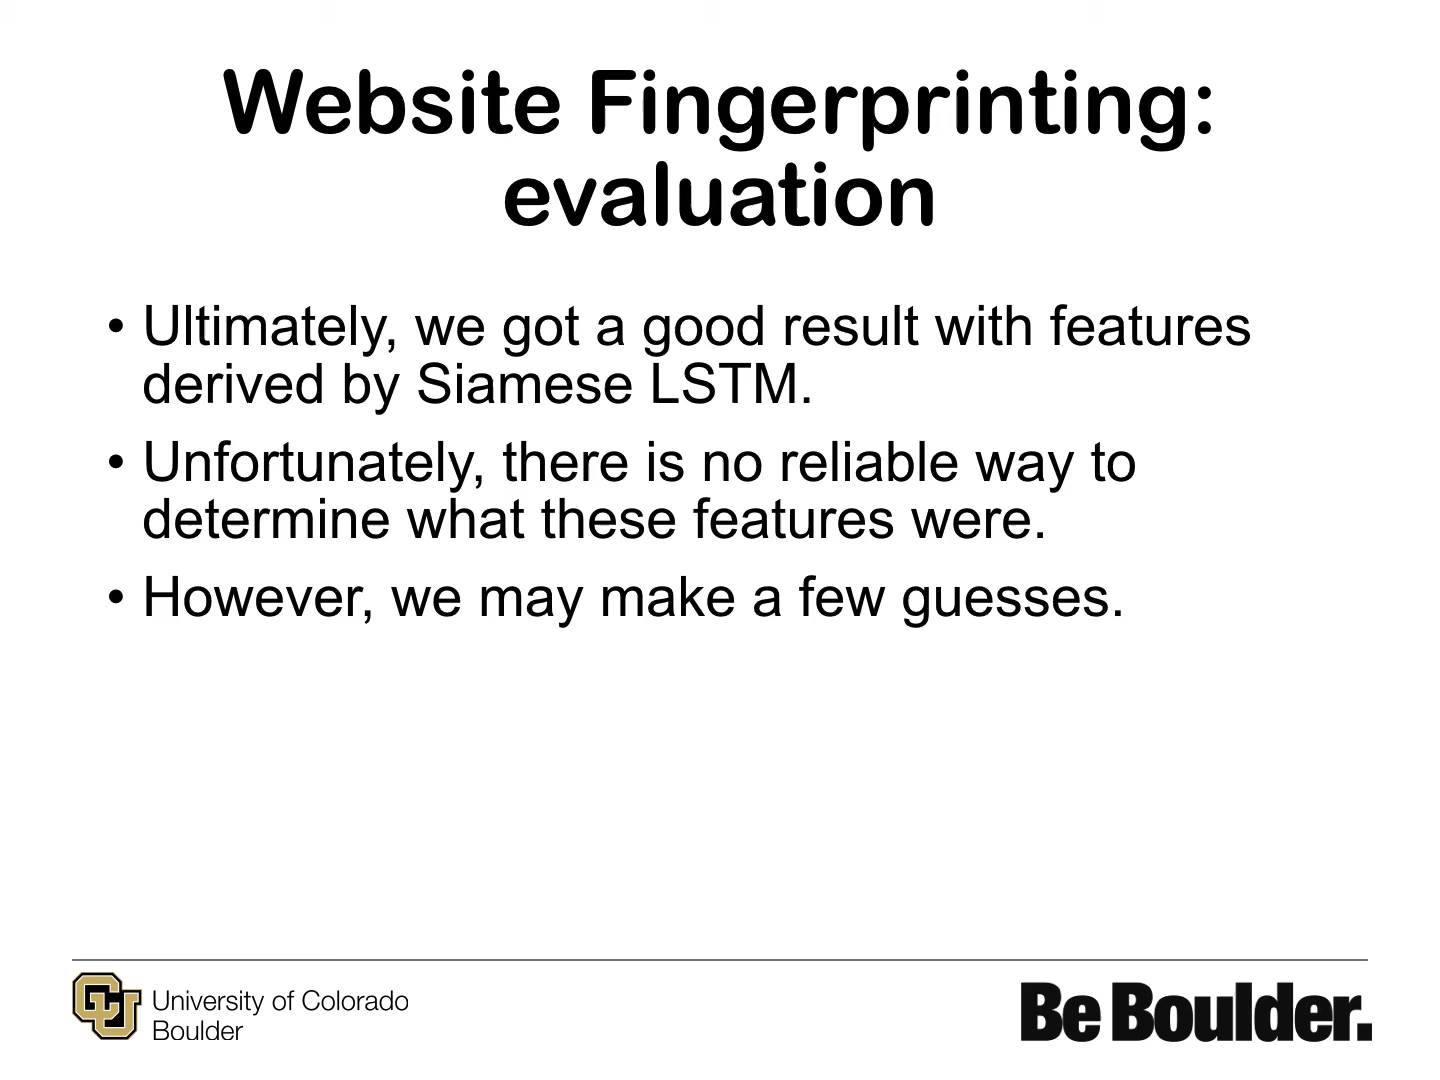 Website Fingerprinting:
evaluation
• Ultimately, we got a good result with features
derived by Siamese LSTM.
• Unfortunately, there is no reliable way to
determine what these features were.
• However, we may make a few guesses.
CU University of Colorado
Boulder
Be Boulder.